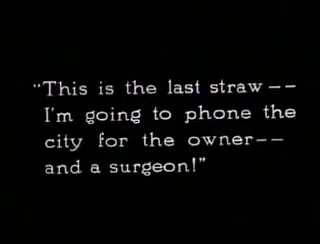 "This is the last straw--
I'm going to phone the
city for the owner--
and a surgeon!"